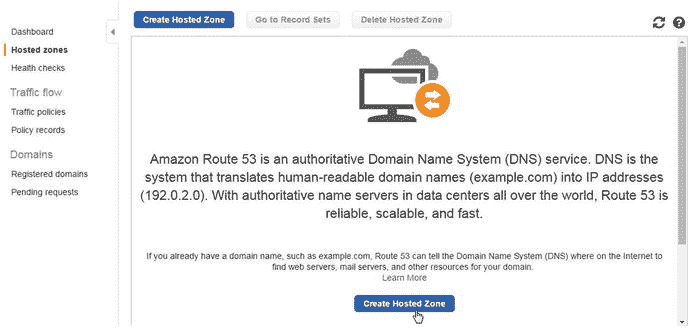 Create Hosted Zone
Go to Record Sets
Delete Hosted Zone
Dashboard
Hosted zones
Health checks
Traffic flow
Traffic policies
Policy records
Domains
Registered domains
Pending requests
Amazon Route 53 is an authoritative Domain Name System (DNS) service. DNS is the
system that translates human-readable domain names (example.com) into IP addresses
(192.0.2.0). With authoritative name servers in data centers all over the world, Route 53 is
reliable, scalable, and fast.
If you already have a domain name, such as example.com, Route 53 can tell the Domain Name System (DNS) where on the Internet to
find web servers, mail servers, and other resources for your domain.
Learn More
Create Hosted Zone